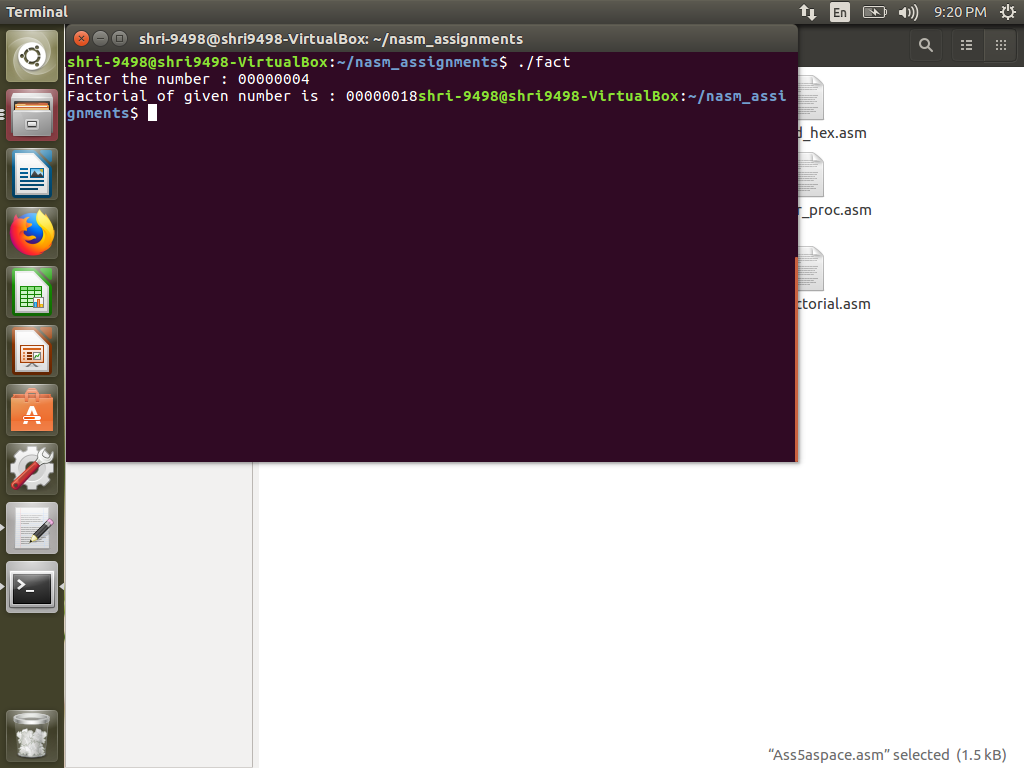 Terminal
En
9:20 PM
shri-9498@shri9498-VirtualBox: ~/nasm_assignments
shri-9498@shri9498-VirtualBox:~/nasm_assignments$ ./fact
Enter the number : 00000004
Factorial of given number is : 00000018shri-9498@shri9498-VirtualBox:~/nasm_assi
gnments$
d_hex.asm
r_proc.asm
ctorial.asm
“Ass5aspace.asm” selected (1.5 kB)